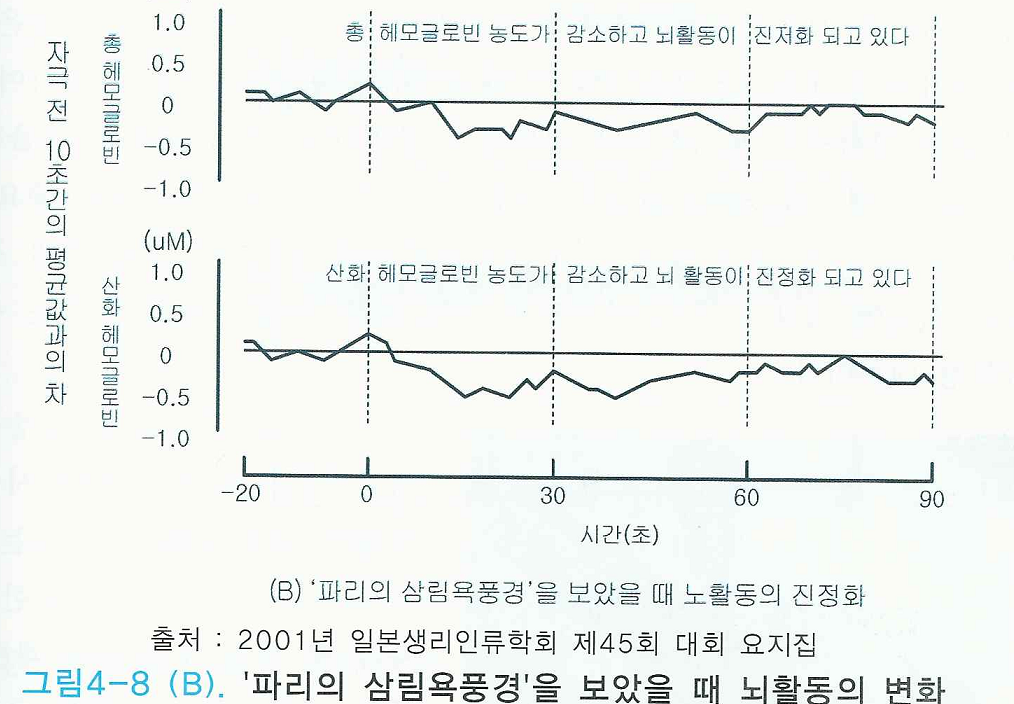 자극 전 10초간의 평균값과의 차
총 헤모글로빈
1.0
0.5
0
-0.5
-1.0
총 헤모글로빈 농도가 감소하고 뇌활동이 진저화 되고 있다
(uM)
산화 헤모글로빈
1.0
0.5
0
-0.5
-1.0
산화 헤모글로빈 농도가 감소하고 뇌 활동이 진정화 되고 있다
-20 0 30 60 90
시간(초)
(B) '파리의 삼림욕풍경'을 보았을 때 노활동의 진정화
출처 : 2001년 일본생리인류학회 제45회 대회 요지집
그림4-8 (B). '파리의 삼림욕풍경'을 보았을 때 뇌활동의 변화